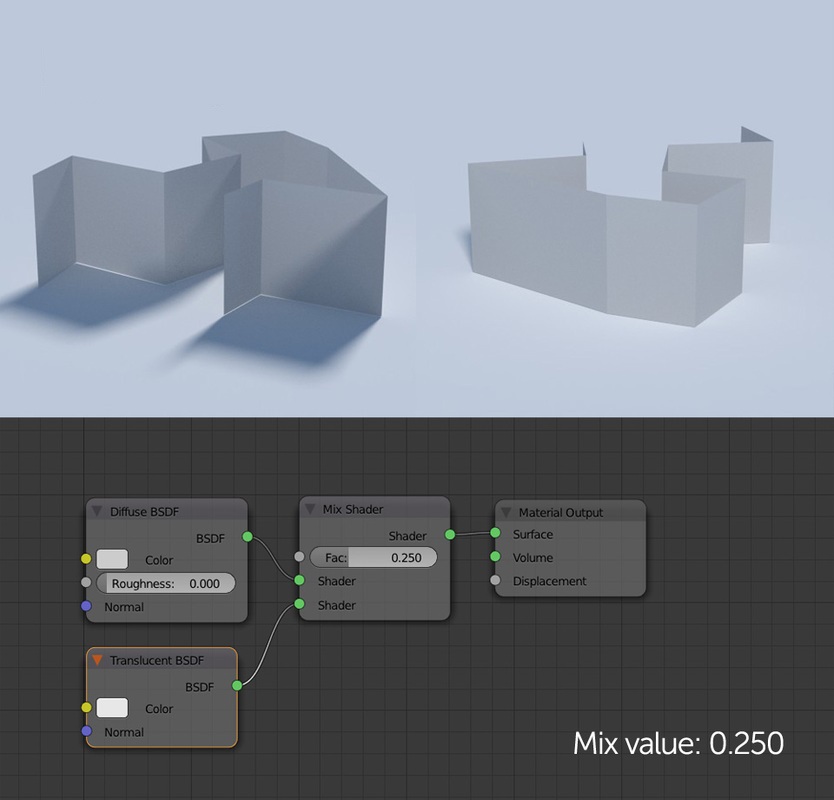 Diffuse BSDF
BSDF
Color
Roughness: 0.000
Normal
Mix Shader
Shader
Fac: 0.250
Shader
Shader
Material Output
Surface
Volume
Displacement
Translucent BSDF
BSDF
Color
Normal
Mix value: 0.250